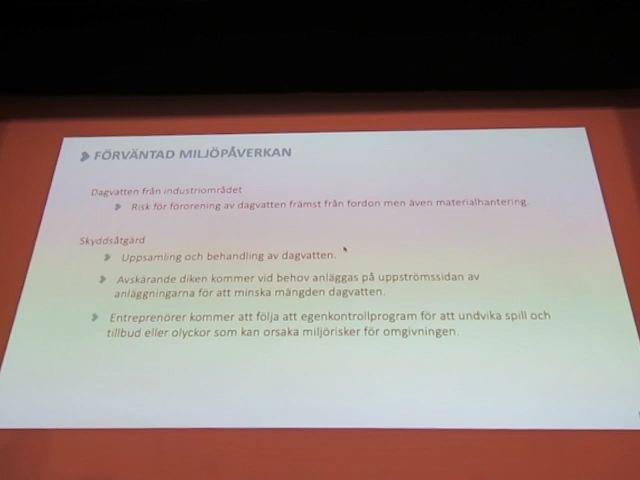 FÖRVÄNTAD MILJÖPÅVERKAN
Dagvatten från industriområdet
Risk för förorening av dagvatten främst från fordon men även materialhantering.
Skyddsåtgärd
Uppsamling och behandling av dagvatten.
Avskärande diken kommer vid behov anläggas på uppströmssidan av
anläggningarna för att minska mängden dagvatten.
Entreprenörer kommer att följa att egenkontrollprogram för att undvika spill och
tillbud eller olyckor som kan orsaka miljörisker för omgivningen.